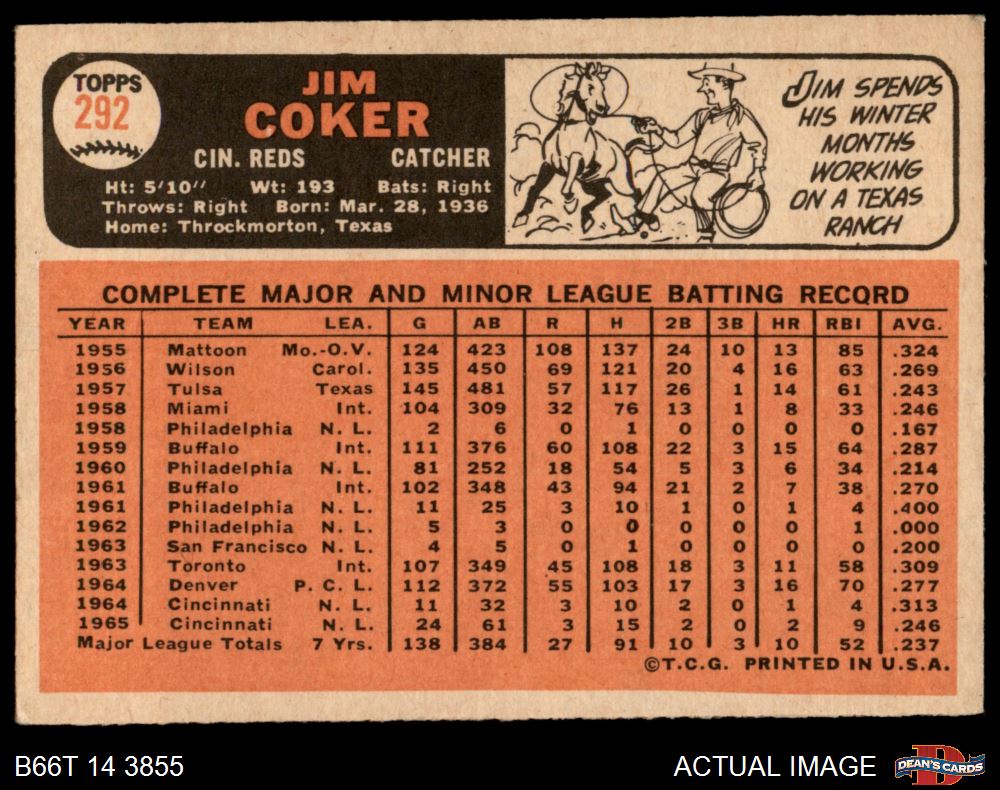 TOPPS
292
JIM
COKER
CIN. REDS CATCHER
Ht: 5'10" Wt: 193 Bats: Right
Throws: Right Born: Mar. 28, 1936
Home: Throckmorton, Texas
JIM SPENDS
HIS WINTER
MONTHS
WORKING
ON A TEXAS
RANCH
COMPLETE MAJOR AND MINOR LEAGUE BATTING RECORD
YEAR TEAM LEA. G AB R H 2B 3B HR RBI AVG.
1955 Mattoon Mo.-O.V. 124 423 108 137 24 10 13 85 .324
1956 Wilson Carol. 135 450 69 121 20 4 16 63 .269
1957 Tulsa Texas 145 481 57 117 26 1 14 61 .243
1958 Miami Int. 104 309 32 76 13 1 8 33 .246
1958 Philadelphia N. L. 2 6 0 1 0 0 0 0 .167
1959 Buffalo Int. 111 376 60 108 22 3 15 64 .287
1960 Philadelphia N. L. 81 252 18 54 5 3 6 34 .214
1961 Buffalo Int. 102 348 43 94 21 2 7 38 .270
1961 Philadelphia N. L. 11 25 3 10 1 0 1 4 .400
1962 Philadelphia N. L. 5 3 0 0 0 0 0 1 .000
1963 San Francisco N. L. 4 5 0 1 0 0 0 0 .200
1963 Toronto Int. 107 349 45 108 18 3 11 58 .309
1964 Denver P. C. L. 112 372 55 103 17 3 16 70 .277
1964 Cincinnati N. L. 11 32 3 10 2 0 1 4 .313
1965 Cincinnati N. L. 24 61 3 15 2 0 2 9 .246
Major League Totals 7 Yrs. 138 384 27 91 10 3 10 52 .237
©T.C.G. PRINTED IN U.S.A.
B66T 14 3855
ACTUAL IMAGE
DEAN'S CARDS